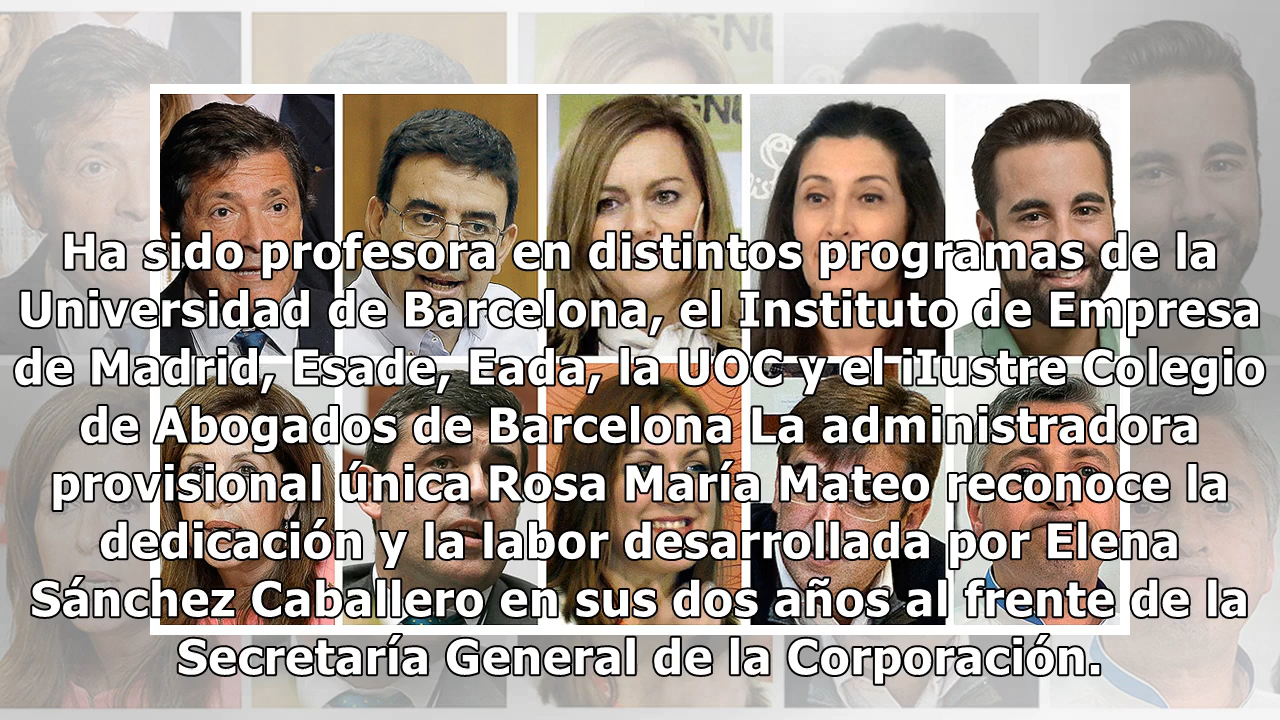 Ha sido profesora en distintos programas de la
Universidad de Barcelona, el Instituto de Empresa
de Madrid, Esade, Eada, la UOC y el iIustre Colegio
de Abogados de Barcelona La administradora
provisional única Rosa María Mateo reconoce la
dedicación y la labor desarrollada por Elena
Sánchez Caballero en sus dos años al frente de la
Secretaría General de la Corporación.